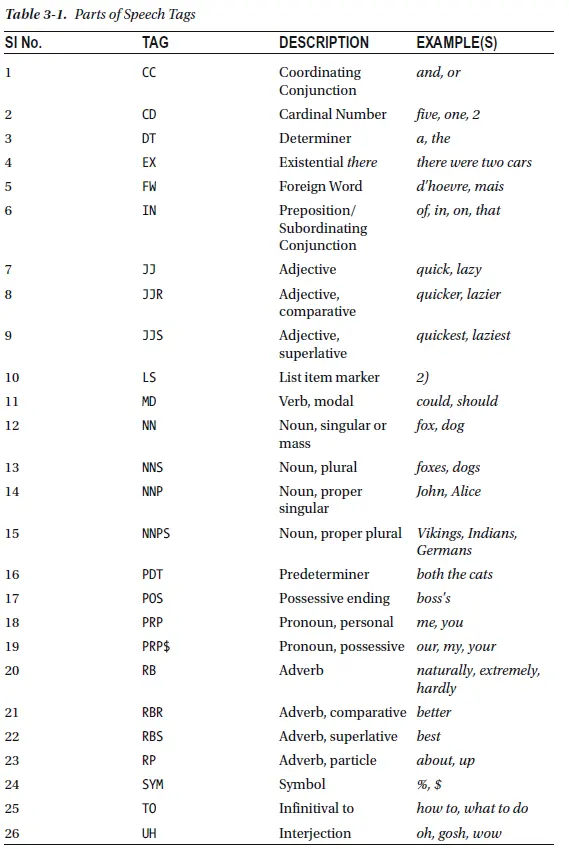 Table 3-1. Parts of Speech Tags
SI No. TAG DESCRIPTION EXAMPLE(S)
1 CC Coordinating and, or
Conjunction
2 CD Cardinal Number five, one, 2
3 DT Determiner a, the
4 EX Existential there there were two cars
5 FW Foreign Word d'hoevre, mais
6 IN Preposition/ of, in, on, that
Subordinating
Conjunction
7 JJ Adjective quick, lazy
8 JJR Adjective, quicker, lazier
comparative
9 JJS Adjective, quickest, laziest
superlative
10 LS List item marker 2)
11 MD Verb, modal could, should
12 NN Noun, singular or fox, dog
mass
13 NNS Noun, plural foxes, dogs
14 NNP Noun, proper John, Alice
singular
15 NNPS Noun, proper plural Vikings, Indians,
Germans
16 PDT Predeterminer both the cats
17 POS Possessive ending boss's
18 PRP Pronoun, personal me, you
19 PRP$ Pronoun, possessive our, my, your
20 RB Adverb naturally, extremely,
hardly
21 RBR Adverb, comparative better
22 RBS Adverb, superlative best
23 RP Adverb, particle about, up
24 SYM Symbol %, $
25 TO Infinitival to how to, what to do
26 UH Interjection oh, gosh, wow